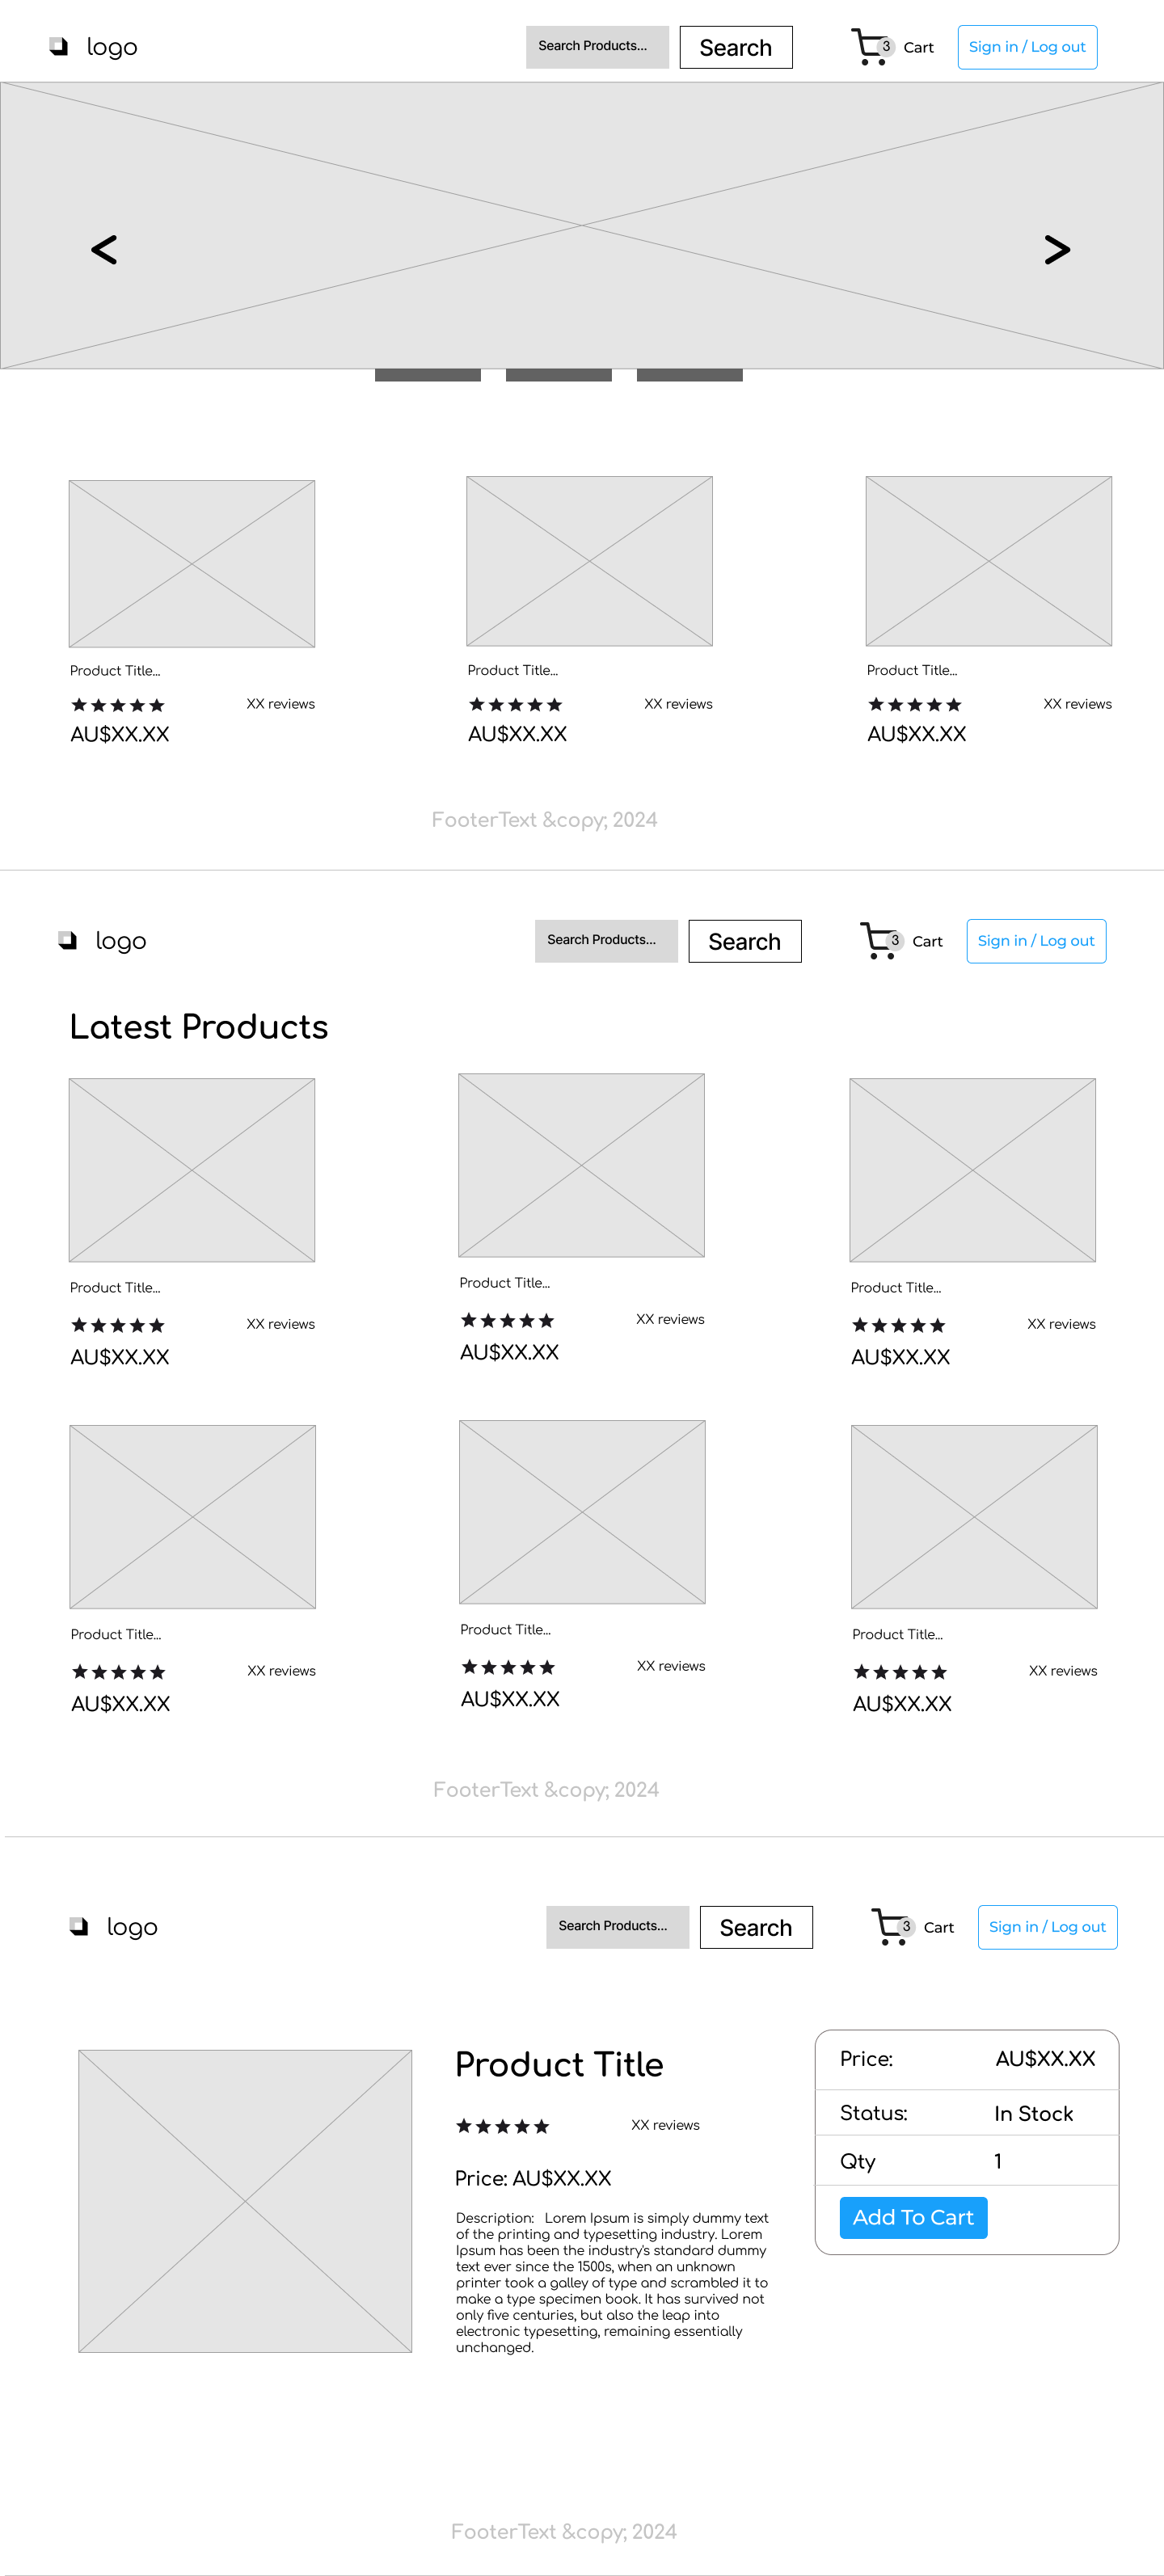 logo
Search Products...
Search
3
Cart
Sign in / Log out
<
>
Product Title...
XX reviews
AU$XX.XX
Product Title...
XX reviews
AU$XX.XX
Product Title...
XX reviews
AU$XX.XX
FooterText &copy; 2024
logo
Search Products...
Search
3
Cart
Sign in / Log out
Latest Products
Product Title...
XX reviews
AU$XX.XX
Product Title...
XX reviews
AU$XX.XX
Product Title...
XX reviews
AU$XX.XX
Product Title...
XX reviews
AU$XX.XX
Product Title...
XX reviews
AU$XX.XX
Product Title...
XX reviews
AU$XX.XX
FooterText &copy; 2024
logo
Search Products...
Search
3
Cart
Sign in / Log out
Product Title
XX reviews
Price: AU$XX.XX
Description: Lorem Ipsum is simply dummy text
of the printing and typesetting industry. Lorem
Ipsum has been the industry's standard dummy
text ever since the 1500s, when an unknown
printer took a galley of type and scrambled it to
make a type specimen book. It has survived not
only five centuries, but also the leap into
electronic typesetting, remaining essentially
unchanged.
Price: AU$XX.XX
Status: In Stock
Qty 1
Add To Cart
FooterText &copy; 2024